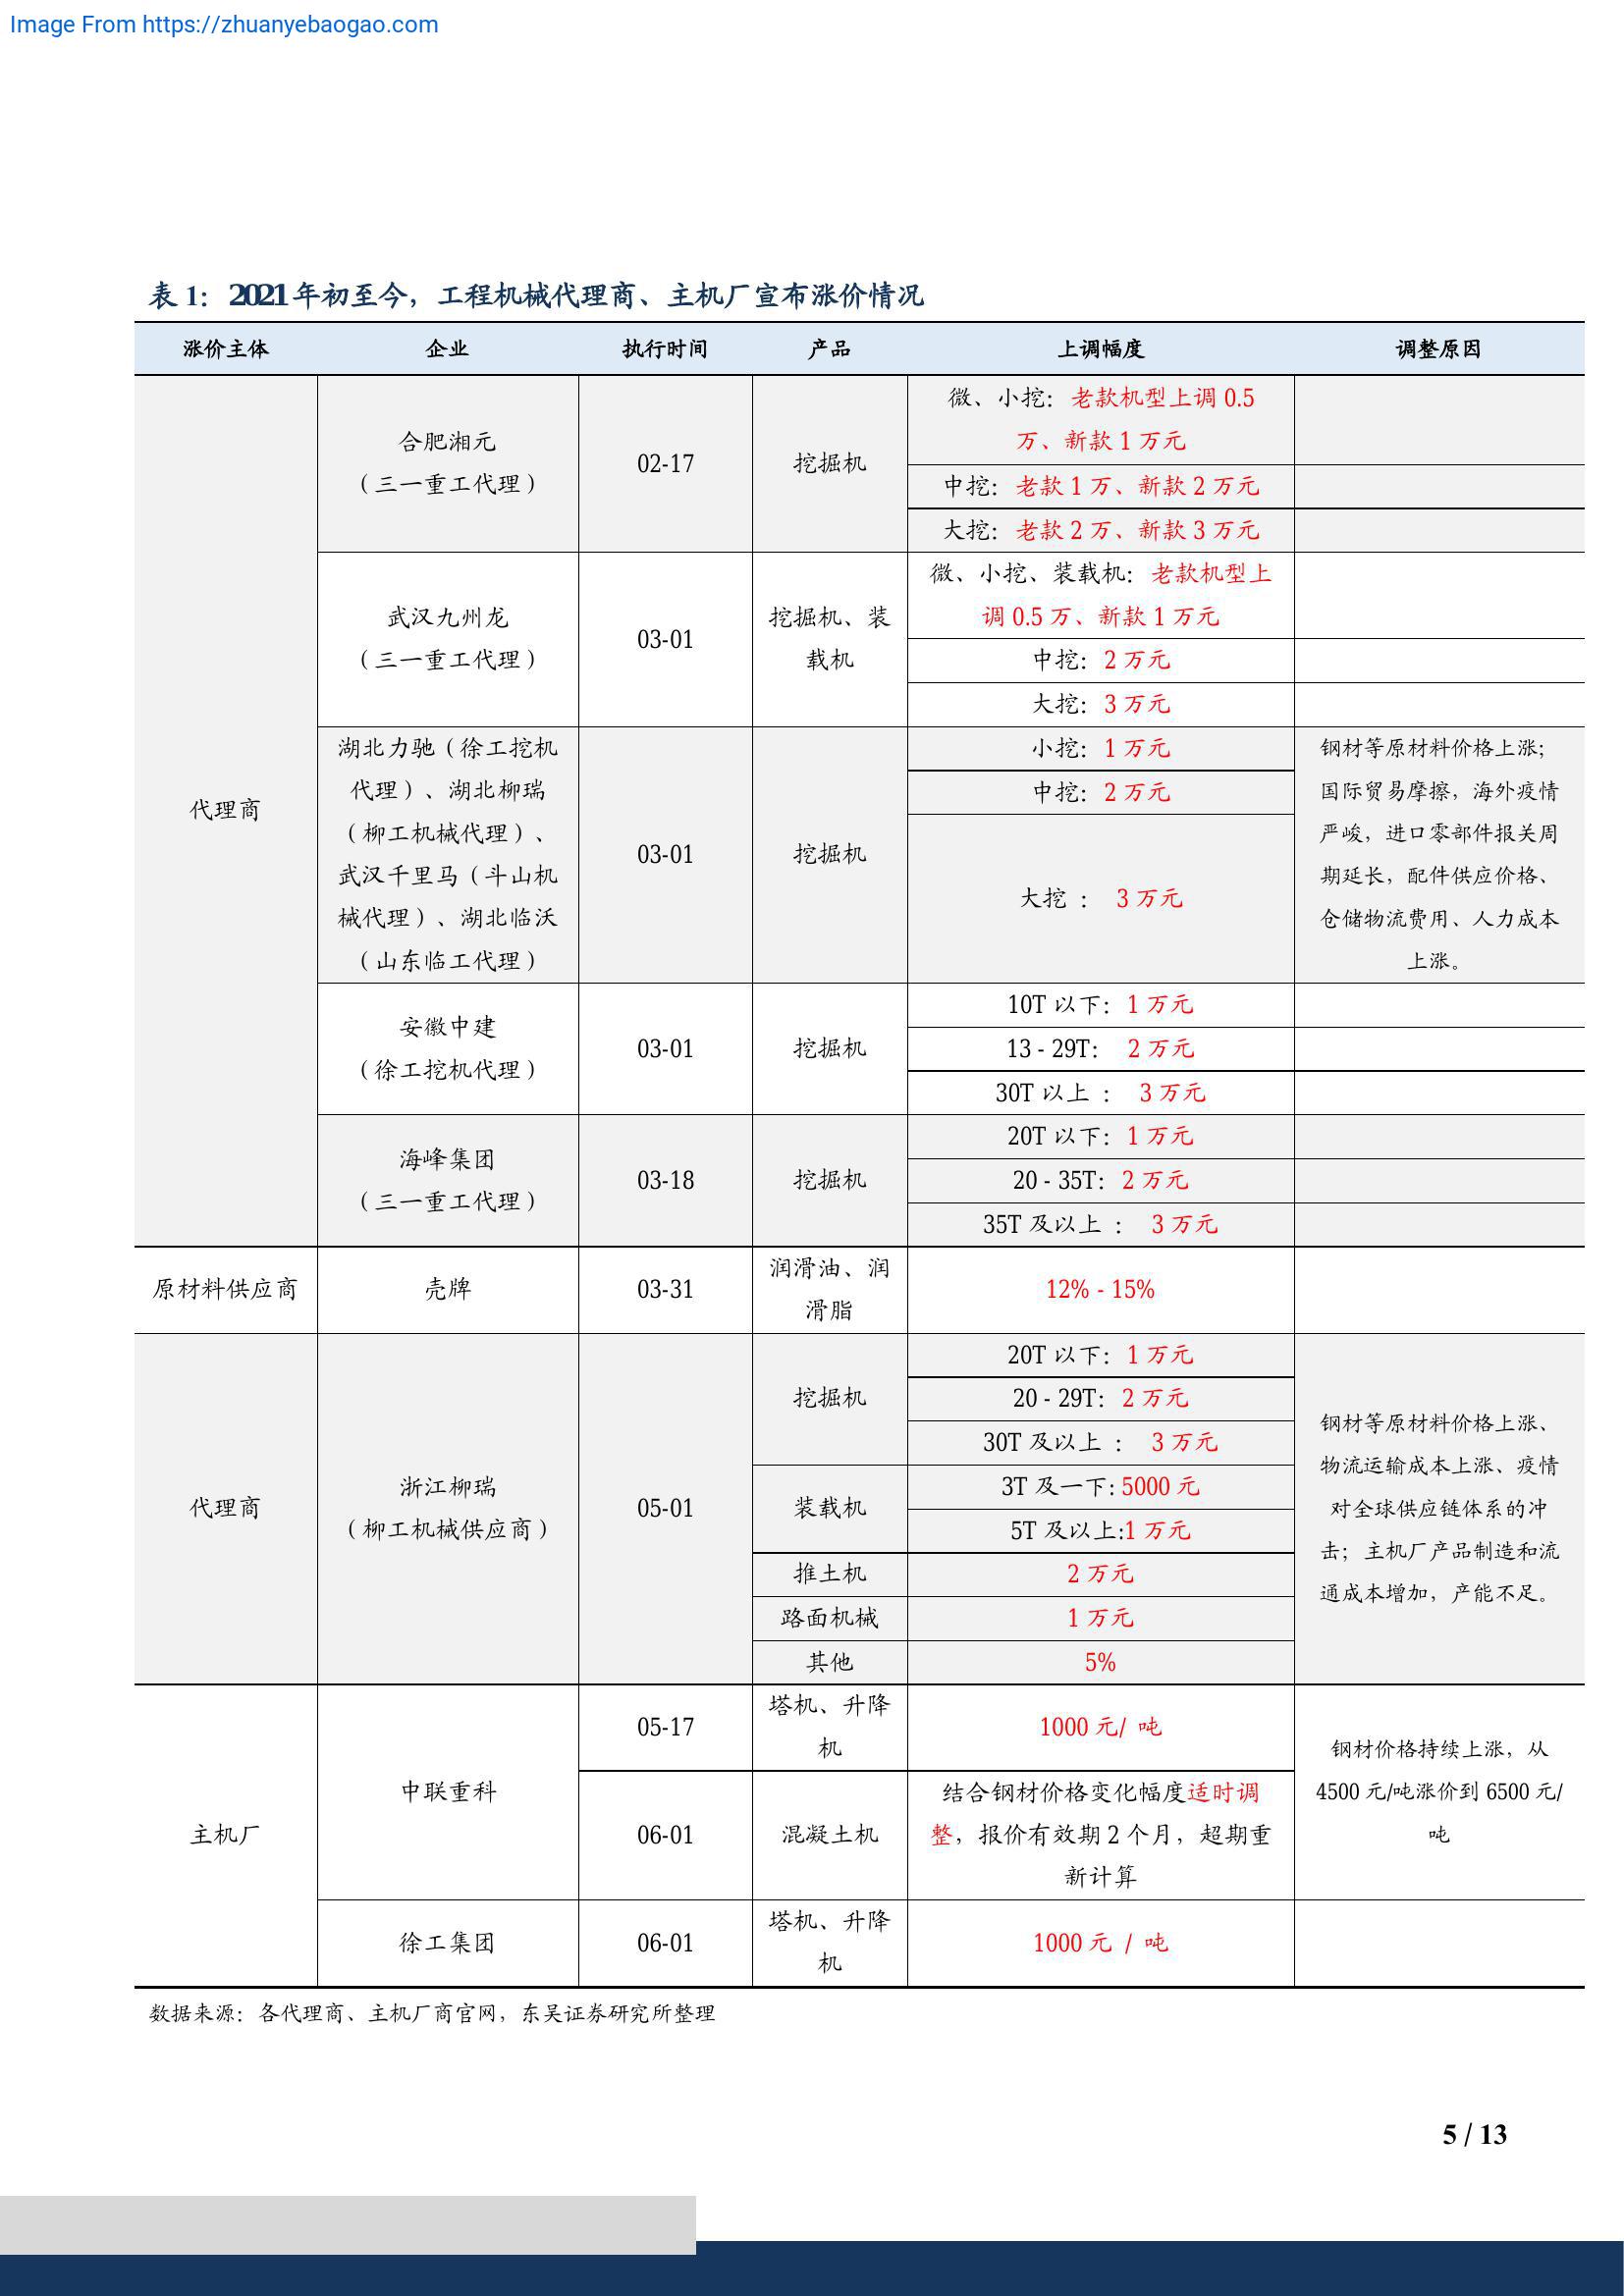 Image From https://zhuanyebaogao.com
表 1：2021 年初至今，工程机械代理商、主机厂宣布涨价情况
涨价主体 企业 执行时间 产品 上调幅度 调整原因
代理商
合肥湘元
（三一重工代理）
02-17
挖掘机
微、小挖：老款机型上调 0.5
万、新款 1 万元
中挖：老款 1 万、新款 2 万元
大挖：老款 2 万、新款 3 万元
武汉九州龙
（三一重工代理）
03-01
挖掘机、装
载机
微、小挖、装载机：老款机型上
调 0.5 万、新款 1 万元
中挖：2 万元
大挖：3 万元
湖北力驰（徐工挖机
代理）、湖北柳瑞
（柳工机械代理）、
武汉千里马（斗山机
械代理）、湖北临沃
（山东临工代理）
03-01
挖掘机
小挖：1 万元
中挖：2 万元
大挖 ： 3 万元
钢材等原材料价格上涨；
国际贸易摩擦，海外疫情
严峻，进口零部件报关周
期延长，配件供应价格、
仓储物流费用、人力成本
上涨。
安徽中建
（徐工挖机代理）
03-01
挖掘机
10T 以下：1 万元
13 - 29T： 2 万元
30T 以上 ： 3 万元
海峰集团
（三一重工代理）
03-18
挖掘机
20T 以下：1 万元
20 - 35T：2 万元
35T 及以上 ： 3 万元
原材料供应商
壳牌
03-31
润滑油、润
滑脂
12% - 15%
代理商
浙江柳瑞
（柳工机械供应商）
05-01
挖掘机
20T 以下：1 万元
20 - 29T：2 万元
30T 及以上 ： 3 万元
装载机
3T 及一下：5000 元
5T 及以上:1 万元
推土机
2 万元
路面机械
1 万元
其他
5%
钢材等原材料价格上涨、
物流运输成本上涨、疫情
对全球供应链体系的冲
击；主机厂产品制造和流
通成本增加，产能不足。
主机厂
中联重科
05-17
塔机、升降
机
1000 元/ 吨
06-01
混凝土机
结合钢材价格变化幅度适时调
整，报价有效期 2 个月，超期重
新计算
钢材价格持续上涨，从
4500 元/吨涨价到 6500 元/
吨
徐工集团
06-01
塔机、升降
机
1000 元 / 吨
数据来源：各代理商、主机厂商官网，东吴证券研究所整理
5 / 13